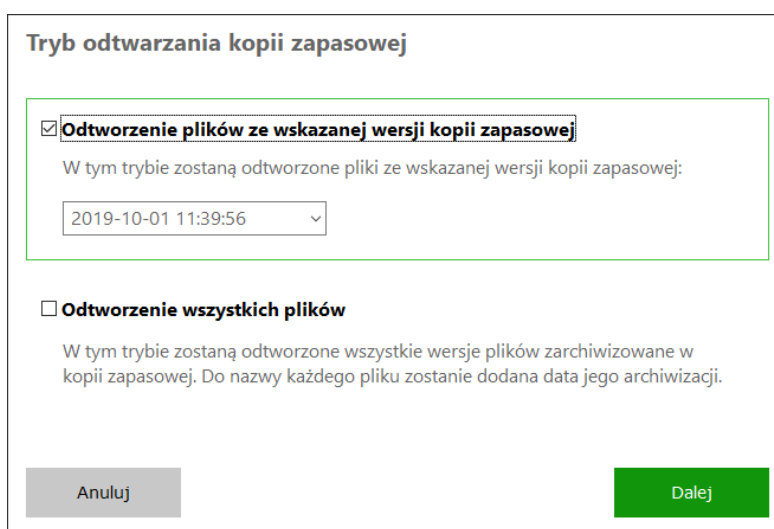 Tryb odtwarzania kopii zapasowej
Odtworzenie plików ze wskazanej wersji kopii zapasowej
W tym trybie zostaną odtworzone pliki ze wskazanej wersji kopii zapasowej:
2019-10-01 11:39:56
Odtworzenie wszystkich plików
W tym trybie zostaną odtworzone wszystkie wersje plików zarchiwizowane w
kopii zapasowej. Do nazwy każdego pliku zostanie dodana data jego archiwizacji.
Anuluj
Dalej